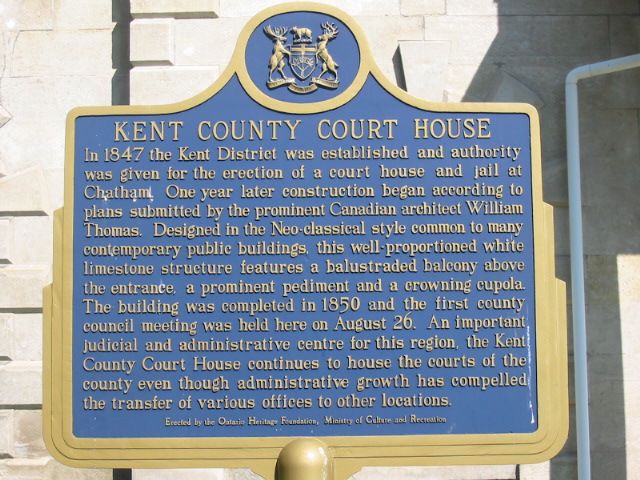 KENT COUNTY COURT HOUSE
In 1847 the Kent District was established and authority
was given for the erection of a court house and jail at
Chatham. One year later construction began according to
plans submitted by the prominent Canadian architect William
Thomas. Designed in the Neo-classical style common to many
contemporary public buildings, this well-proportioned white
limestone structure features a balustraded balcony above
the entrance, a prominent pediment and a crowning cupola.
The building was completed in 1850 and the first county
council meeting was held here on August 26. An important
judicial and administrative centre for this region, the Kent
County Court House continues to house the courts of the
county even though administrative growth has compelled
the transfer of various offices to other locations.
Erected by the Ontario Heritage Foundation, Ministry of Culture and Recreation